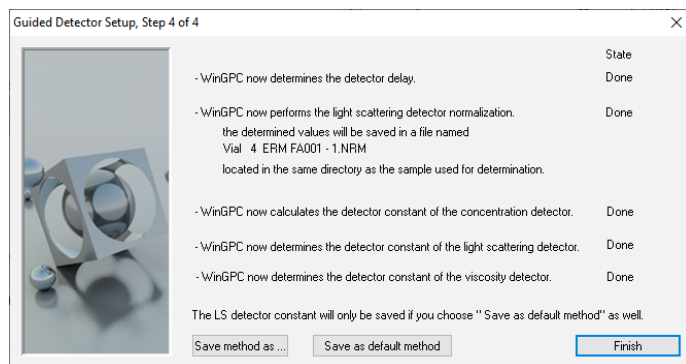 Guided Detector Setup, Step 4 of 4
State
- WinGPC now determines the detector delay. Done
- WinGPC now performs the light scattering detector normalization. Done
the determined values will be saved in a file named
Vial 4 ERM FA001 - 1.NRM
located in the same directory as the sample used for determination.
- WinGPC now calculates the detector constant of the concentration detector. Done
- WinGPC now determines the detector constant of the light scattering detector. Done
- WinGPC now determines the detector constant of the viscosity detector. Done
The LS detector constant will only be saved if you choose " Save as default method" as well.
Save method as ... Save as default method Finish